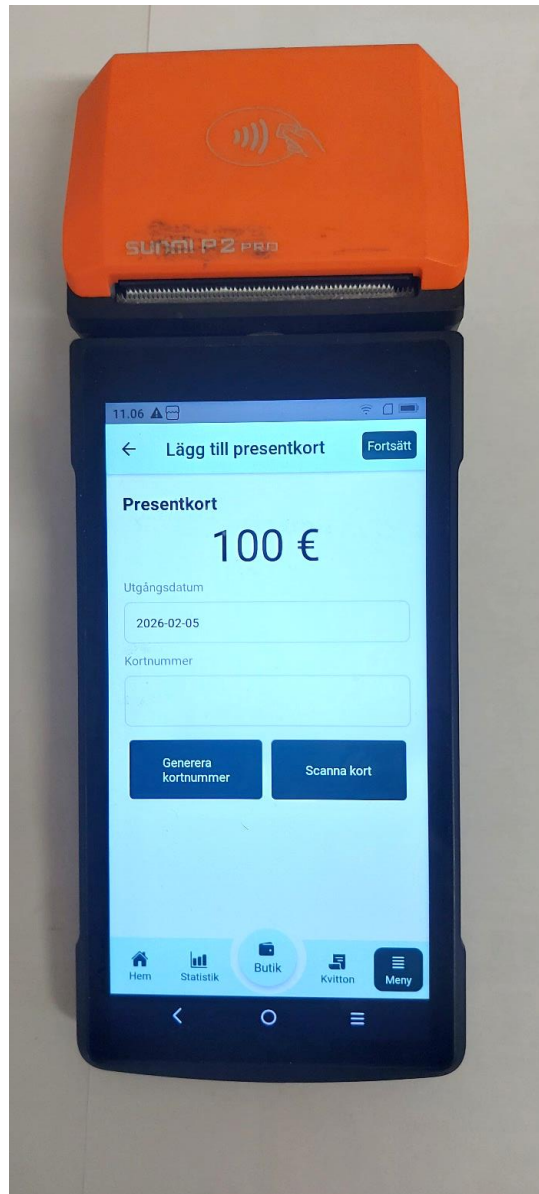 SUNMI P2 PRO
11.06
Lägg till presentkort
Fortsätt
Presentkort
100 €
Utgångsdatum
2026-02-05
Kortnummer
Generera
kortnummer
Scanna kort
Hem
Statistik
Butik
Kvitton
Meny